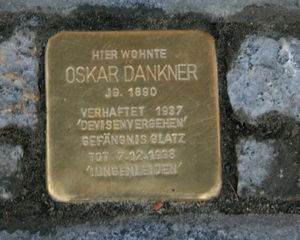 HIER WOHNTE
OSKAR DANKNER
JG. 1890
VERHAFTET 1937
'DEVISENVERGEHEN'
GEFÄNGNIS GLATZ
TOT 7.12.1938
'LUNGENLEIDEN'